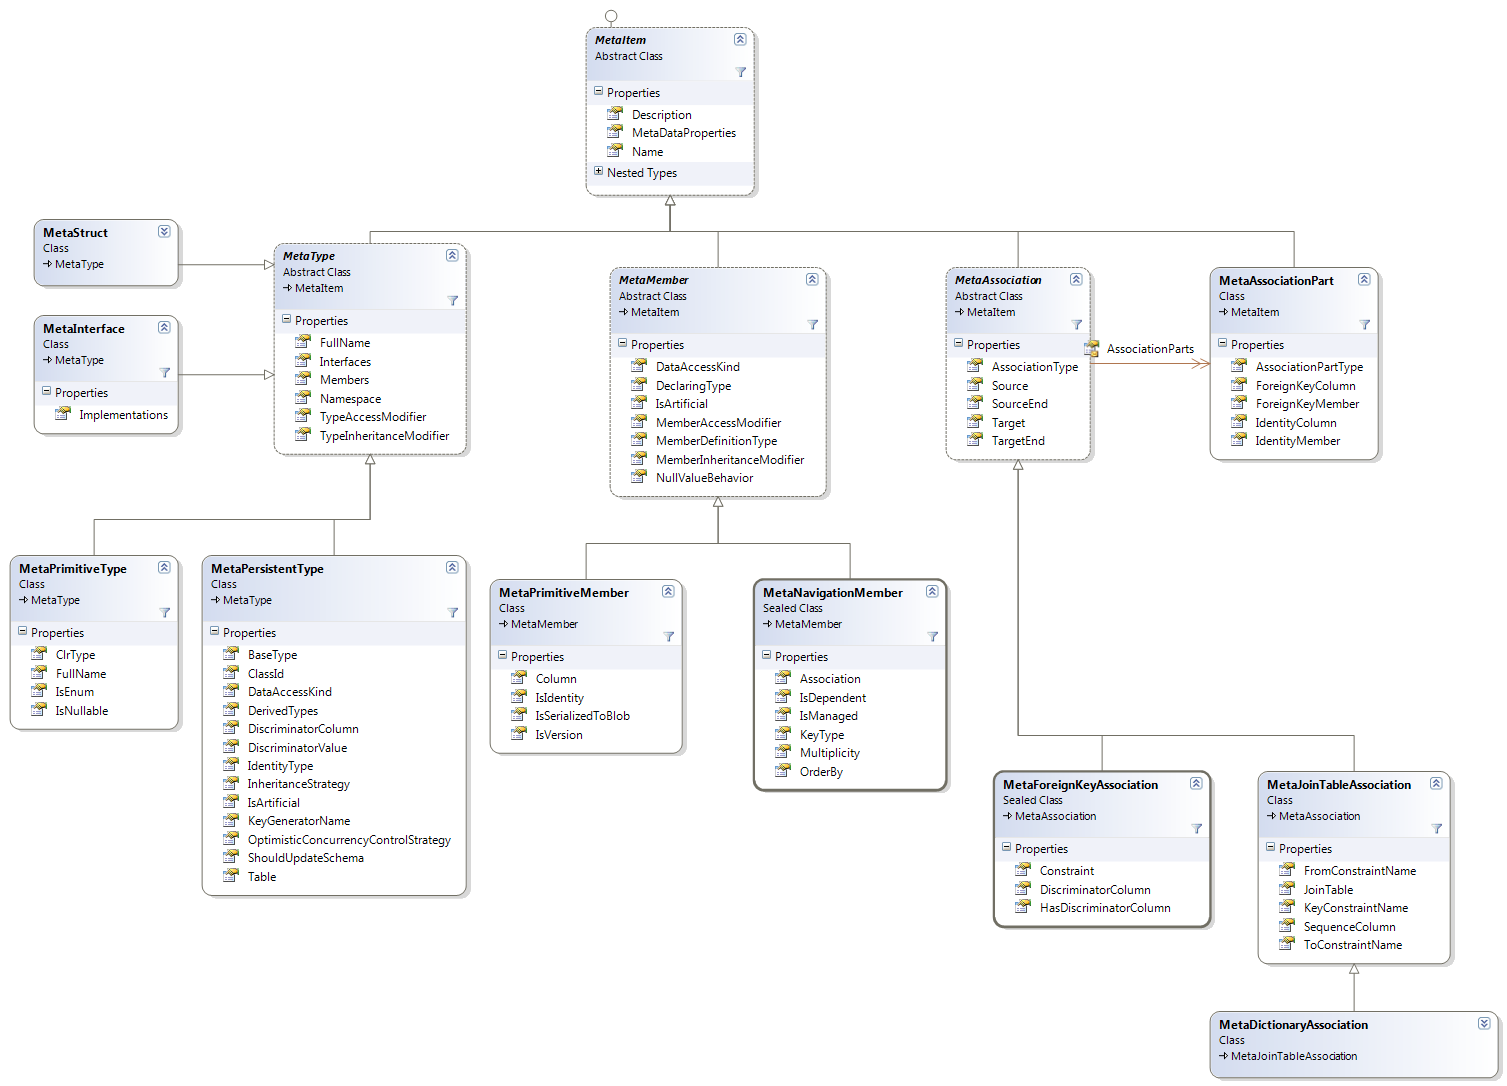 MetaItem
Abstract Class
Properties
Description
MetaDataProperties
Name
Nested Types
MetaStruct
Class
MetaType
MetaInterface
Class
MetaType
Properties
Implementations
MetaType
Abstract Class
MetaItem
Properties
FullName
Interfaces
Members
Namespace
TypeAccessModifier
TypeInheritanceModifier
MetaMember
Abstract Class
MetaItem
Properties
DataAccessKind
DeclaringType
IsArtificial
MemberAccessModifier
MemberDefinitionType
MemberInheritanceModifier
NullValueBehavior
MetaAssociation
Abstract Class
MetaItem
Properties
AssociationType
Source
SourceEnd
Target
TargetEnd
AssociationParts
MetaAssociationPart
Class
MetaItem
Properties
AssociationPartType
ForeignKeyColumn
ForeignKeyMember
IdentityColumn
IdentityMember
MetaPrimitiveType
Class
MetaType
Properties
ClrType
FullName
IsEnum
IsNullable
MetaPersistentType
Class
MetaType
Properties
BaseType
ClassId
DataAccessKind
DerivedTypes
DiscriminatorColumn
DiscriminatorValue
IdentityType
InheritanceStrategy
IsArtificial
KeyGeneratorName
OptimisticConcurrencyControlStrategy
ShouldUpdateSchema
Table
MetaPrimitiveMember
Class
MetaMember
Properties
Column
IsIdentity
IsSerializedToBlob
IsVersion
MetaNavigationMember
Sealed Class
MetaMember
Properties
Association
IsDependent
IsManaged
KeyType
Multiplicity
OrderBy
MetaForeignKeyAssociation
Sealed Class
MetaAssociation
Properties
Constraint
DiscriminatorColumn
HasDiscriminatorColumn
MetaJoinTableAssociation
Class
MetaAssociation
Properties
FromConstraintName
JoinTable
KeyConstraintName
SequenceColumn
ToConstraintName
MetaDictionaryAssociation
Class
MetaJoinTableAssociation